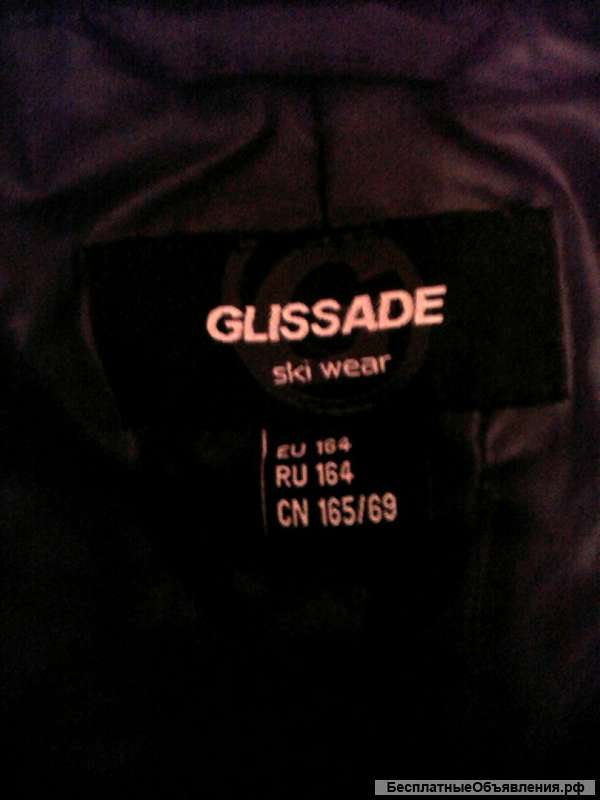 GLISSADE
ski wear
EU 164
RU 164
CN 165/69
БесплатныеОбъявления.рф